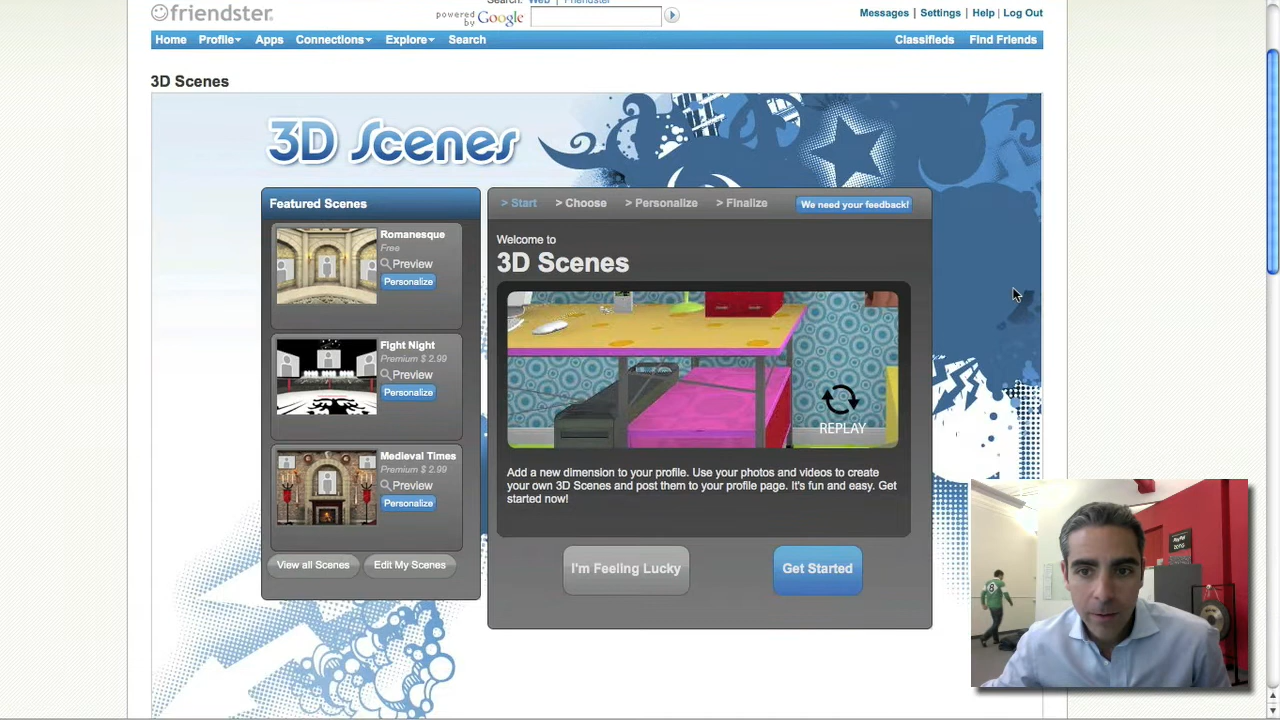 Search: Web Friendster
friendster.
powered by Google
Messages | Settings | Help | Log Out
Home Profile Apps Connections Explore Search Classifieds Find Friends
3D Scenes
3D Scenes
Featured Scenes
Romanesque
Free
Preview
Personalize
Fight Night
Premium $ 2.99
Preview
Personalize
Medieval Times
Premium $ 2.99
Preview
Personalize
View all Scenes Edit My Scenes
> Start > Choose > Personalize > Finalize We need your feedback!
Welcome to
3D Scenes
REPLAY
Add a new dimension to your profile. Use your photos and videos to create
your own 3D Scenes and post them to your profile page. It's fun and easy. Get
started now!
I'm Feeling Lucky Get Started